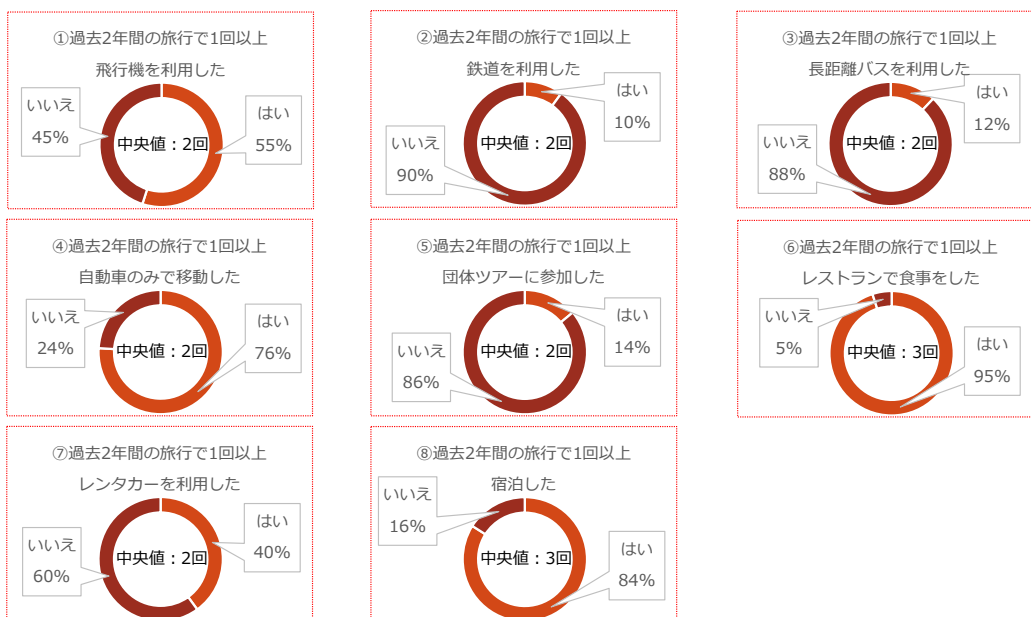 ①過去2年間の旅行で1回以上
飛行機を利用した
いいえ
45%
中央値：2回
はい
55%
②過去2年間の旅行で1回以上
鉄道を利用した
はい
10%
中央値：2回
いいえ
90%
③過去2年間の旅行で1回以上
長距離バスを利用した
はい
12%
中央値：2回
いいえ
88%
④過去2年間の旅行で1回以上
自動車のみで移動した
いいえ
24%
中央値：2回
はい
76%
⑤過去2年間の旅行で1回以上
団体ツアーに参加した
はい
14%
中央値：2回
いいえ
86%
⑥過去2年間の旅行で1回以上
レストランで食事をした
いいえ
5%
中央値：3回
はい
95%
⑦過去2年間の旅行で1回以上
レンタカーを利用した
はい
40%
中央値：2回
いいえ
60%
⑧過去2年間の旅行で1回以上
宿泊した
いいえ
16%
中央値：3回
はい
84%